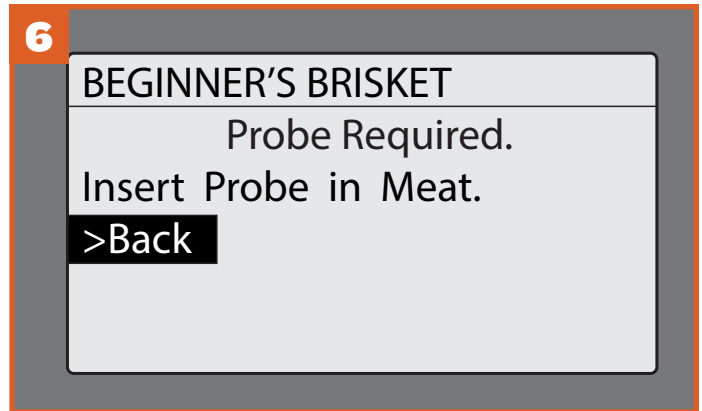 6
BEGINNER’S BRISKET
Probe Required.
Insert Probe in Meat.
>Back